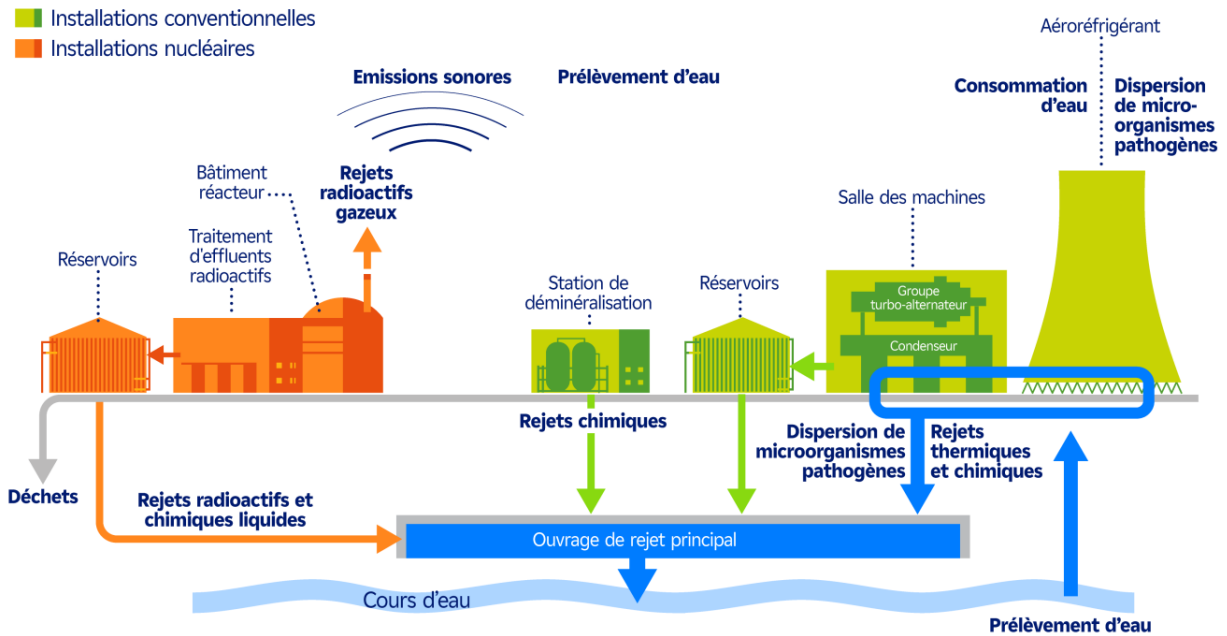 Installations conventionnelles
Installations nucléaires
Emissions sonores
Prélèvement d'eau
Aéroréfrigérant
Consommation
d'eau
Dispersion
de micro-
organismes
pathogènes
Bâtiment
réacteur
Rejets
radioactifs
gazeux
Salle des machines
Réservoirs
Traitement
d'effluents
radioactifs
Station de
déminéralisation
Réservoirs
Groupe
turbo-alternateur
Condenseur
Rejets chimiques
Dispersion de
microorganismes
pathogènes
Rejets
thermiques
et chimiques
Déchets
Rejets radioactifs et
chimiques liquides
Ouvrage de rejet principal
Cours d'eau
Prélèvement d'eau